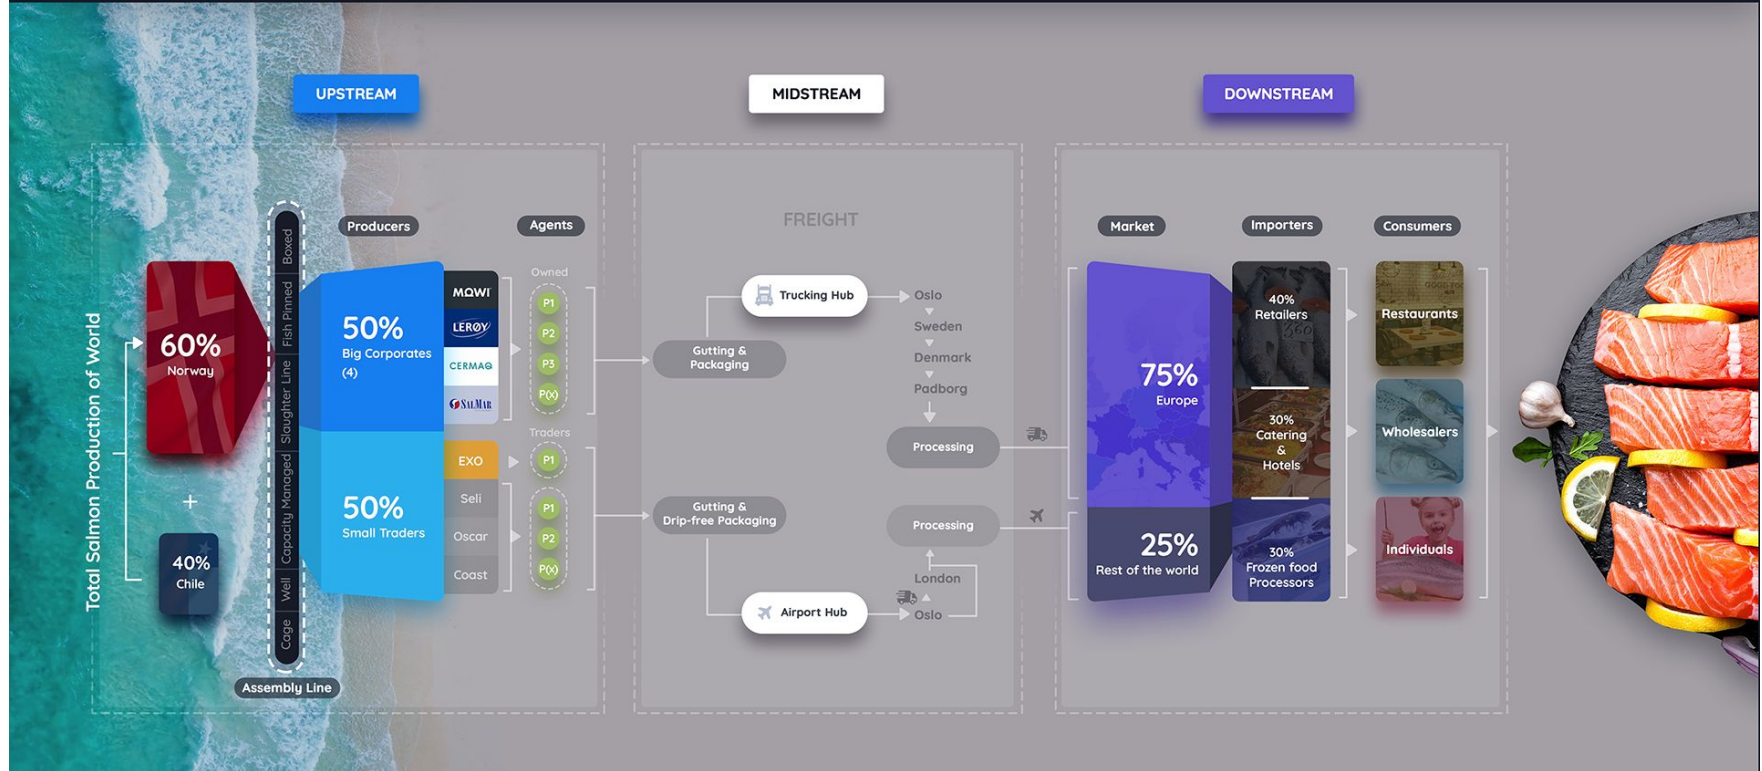 UPSTREAM
MIDSTREAM
DOWNSTREAM
Total Salmon Production of World
60%
Norway
+
40%
Chile
Boxed
Fish Pinned
Slaughter Line
Capacity Managed
Well
Cage
Assembly Line
Producers
50%
Big Corporates
(4)
50%
Small Traders
MOWI
LERØY
CERMAQ
SALMAR
EXO
Seli
Oscar
Coast
Agents
Owned
P1
P2
P3
P(x)
Traders
P1
P1
P2
P(x)
FREIGHT
Gutting &
Packaging
Trucking Hub
Oslo
Sweden
Denmark
Padborg
Processing
Gutting &
Drip-free Packaging
Airport Hub
Oslo
London
Processing
Market
75%
Europe
25%
Rest of the world
Importers
40%
Retailers
30%
Catering
&
Hotels
30%
Frozen food
Processors
Consumers
Restaurants
Wholesalers
Individuals